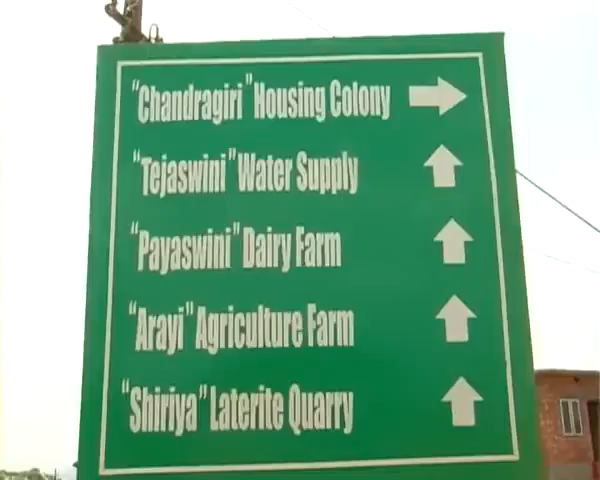 "Chandragiri" Housing Colony
"Tejaswini" Water Supply
"Payaswini" Dairy Farm
"Arayi" Agriculture Farm
"Shiriya" Laterite Quarry